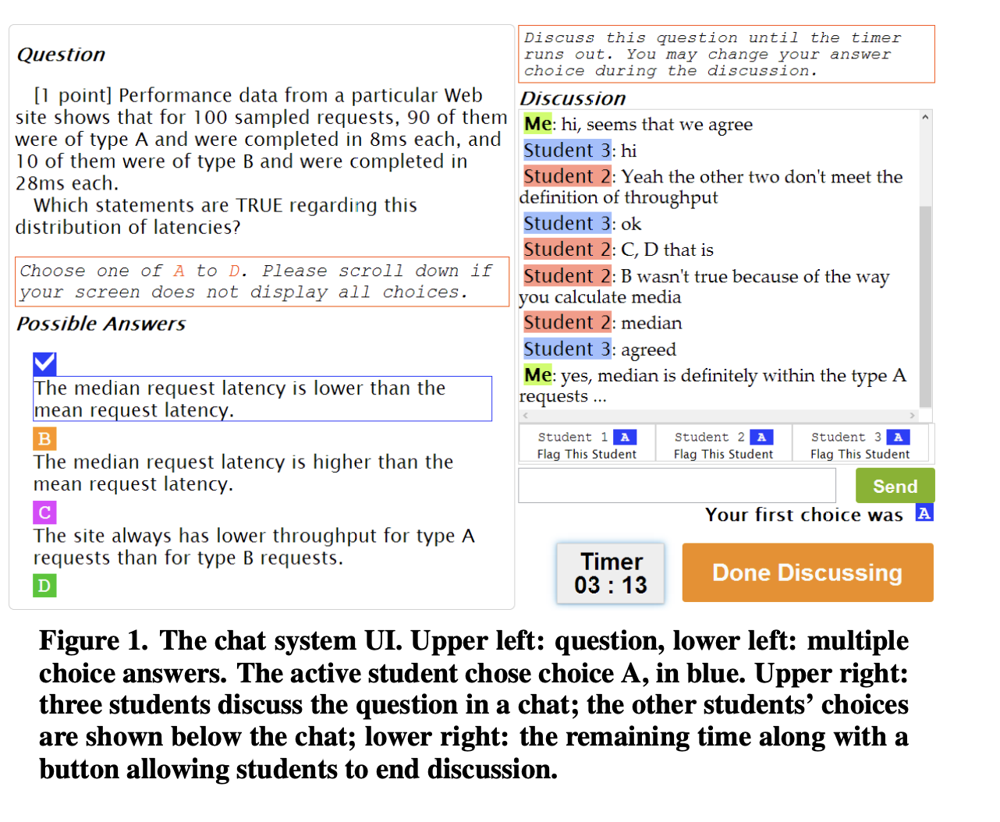 Question
[1 point] Performance data from a particular Web
site shows that for 100 sampled requests, 90 of them
were of type A and were completed in 8ms each, and
10 of them were of type B and were completed in
28ms each.
Which statements are TRUE regarding this
distribution of latencies?
Choose one of A to D. Please scroll down if
your screen does not display all choices.
Possible Answers
The median request latency is lower than the
mean request latency.
B
The median request latency is higher than the
mean request latency.
C
The site always has lower throughput for type A
requests than for type B requests.
D
Discuss this question until the timer
runs out. You may change your answer
choice during the discussion.
Discussion
Me: hi, seems that we agree
Student 3: hi
Student 2: Yeah the other two don't meet the
definition of throughput
Student 3: ok
Student 2: C, D that is
Student 2: B wasn't true because of the way
you calculate media
Student 2: median
Student 3: agreed
Me: yes, median is definitely within the type A
requests ...
Student 1 A
Flag This Student
Student 2 A
Flag This Student
Student 3 A
Flag This Student
Send
Your first choice was A
Timer
03 : 13
Done Discussing
Figure 1. The chat system UI. Upper left: question, lower left: multiple
choice answers. The active student chose choice A, in blue. Upper right:
three students discuss the question in a chat; the other students’ choices
are shown below the chat; lower right: the remaining time along with a
button allowing students to end discussion.